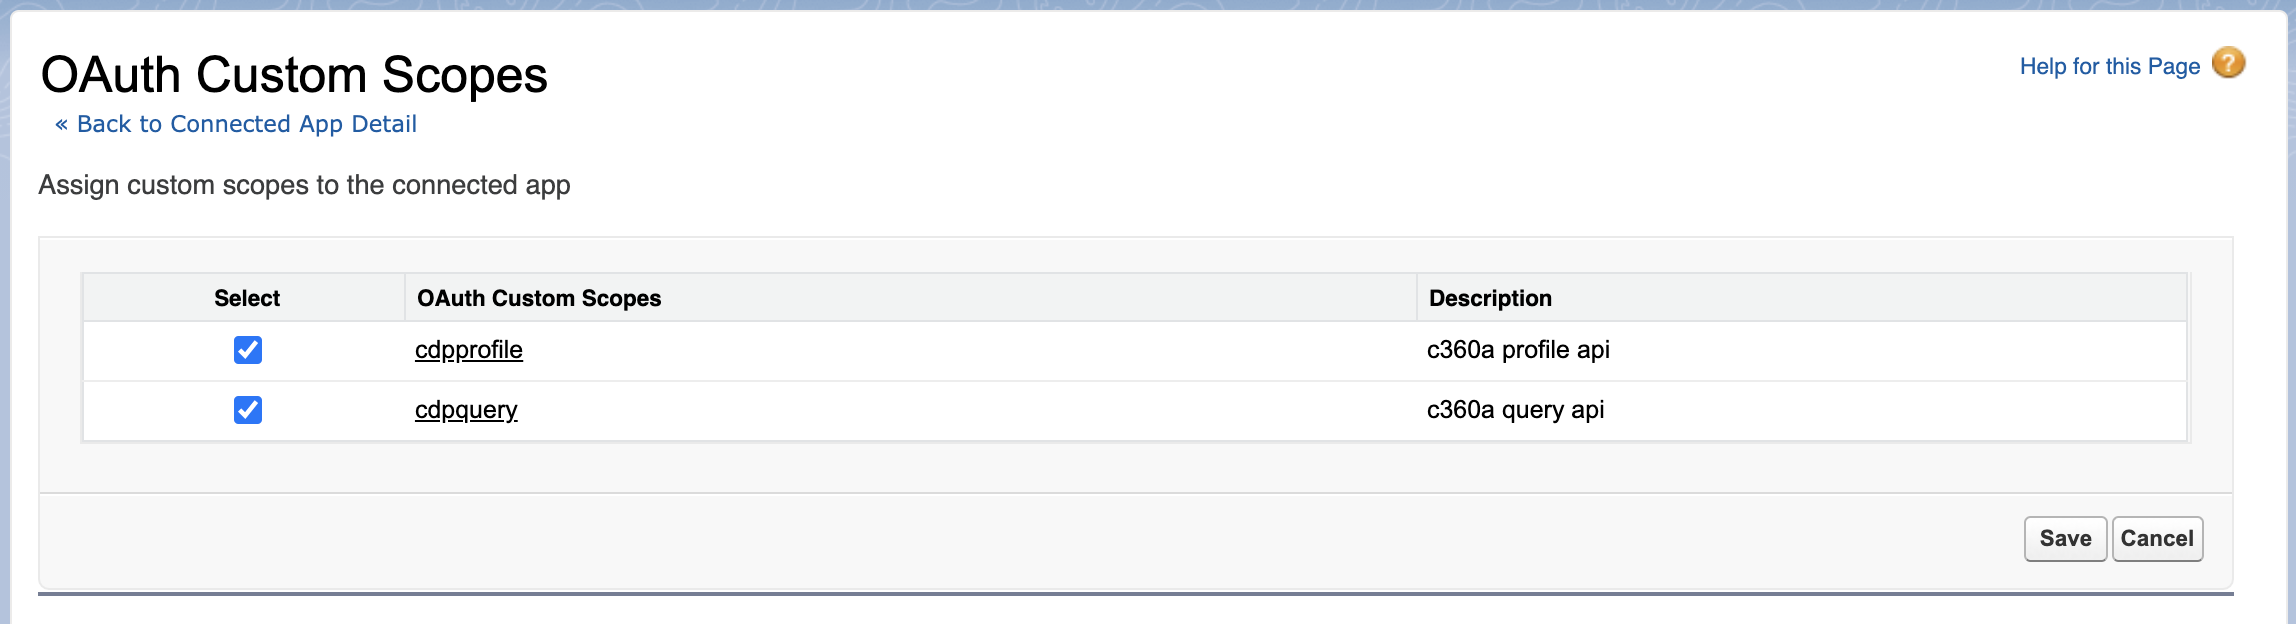 OAuth Custom Scopes
Help for this Page ?
« Back to Connected App Detail
Assign custom scopes to the connected app
Select OAuth Custom Scopes Description
cdpprofile c360a profile api
cdpquery c360a query api
Save Cancel